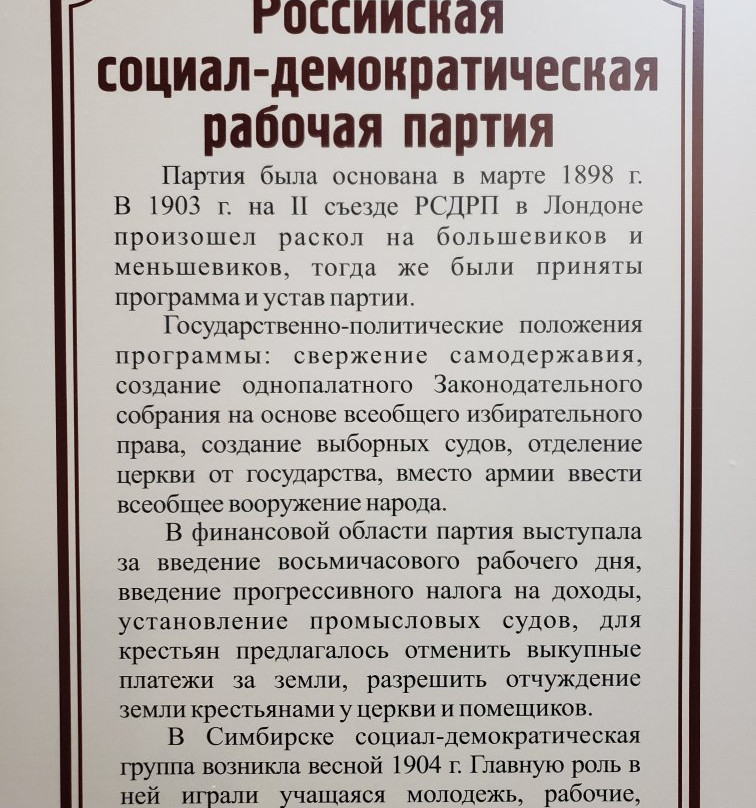 Российская
социал-демократическая
рабочая партия
Партия была основана в марте 1898 г.
В 1903 г. на II съезде РСДРП в Лондоне
произошел раскол на большевиков и
меньшевиков, тогда же были приняты
программа и устав партии.
Государственно-политические положения
программы: свержение самодержавия,
создание однопалатного Законодательного
собрания на основе всеобщего избирательного
права, создание выборных судов, отделение
церкви от государства, вместо армии ввести
всеобщее вооружение народа.
В финансовой области партия выступала
за введение восьмичасового рабочего дня,
введение прогрессивного налога на доходы,
установление промысловых судов, для
крестьян предлагалось отменить выкупные
платежи за земли, разрешить отчуждение
земли крестьянами у церкви и помещиков.
В Симбирске социал-демократическая
группа возникла весной 1904 г. Главную роль в
ней играли учащаяся молодежь, рабочие,